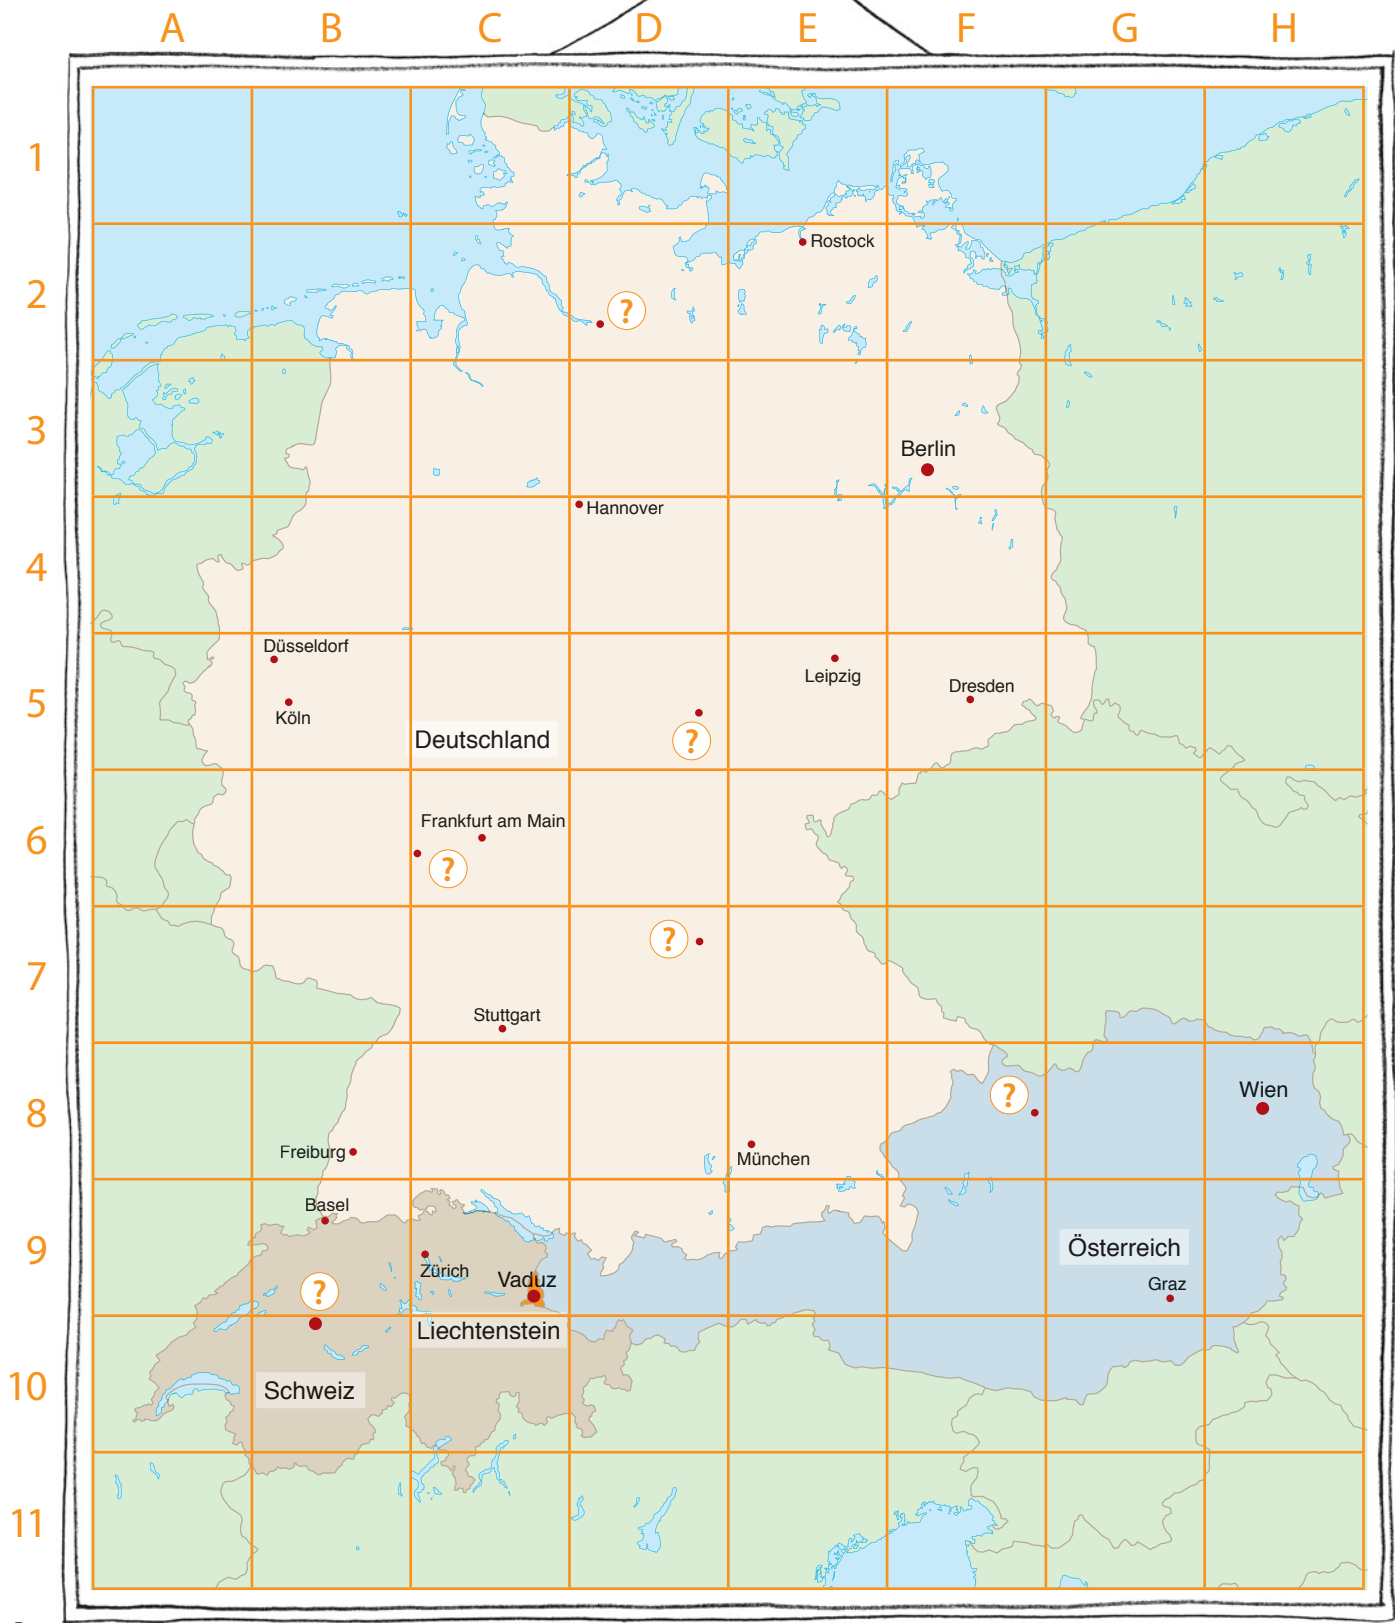 A B C D E F G H
1
Rostock
2
?
3
Berlin
Hannover
4
Düsseldorf
Leipzig
Dresden
5
Köln
Deutschland
?
Frankfurt am Main
6
?
?
7
Stuttgart
?
Wien
8
Freiburg
München
Basel
9
Österreich
Zürich
Vaduz
Graz
?
Liechtenstein
10
Schweiz
11